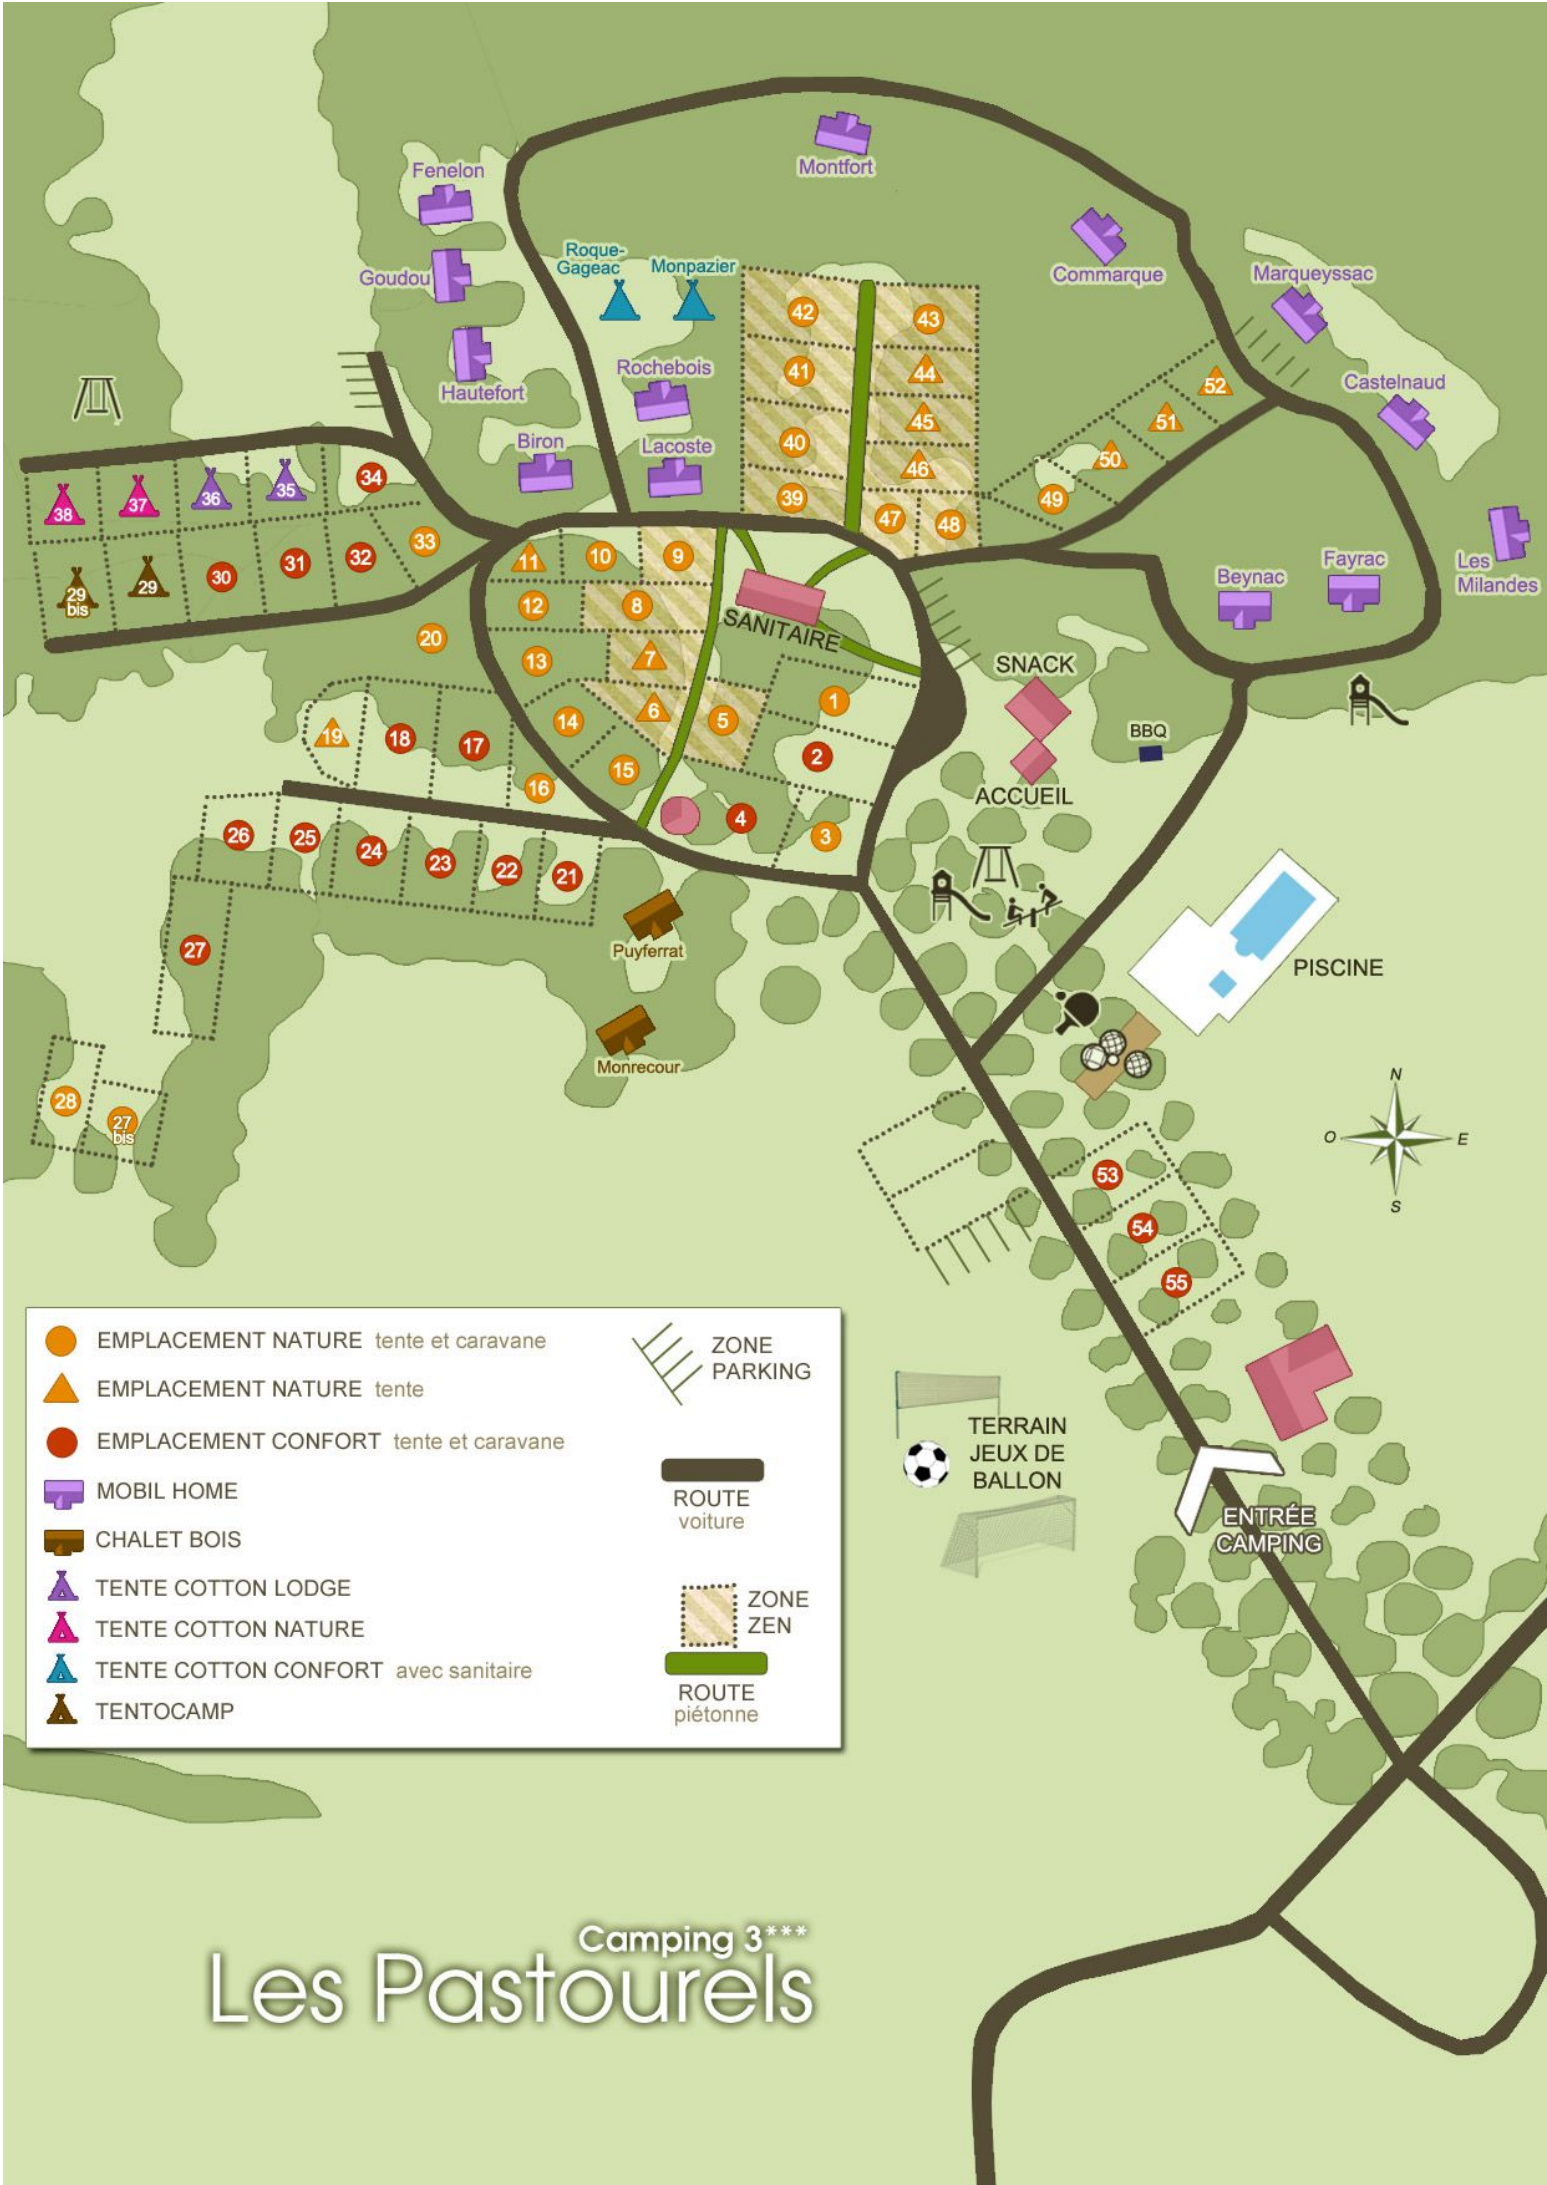 Montfort
Fenelon
Commarque
Roque-
Gageac
Monpazier
Goudou
Marqueyssac
42
43
Rochebois
41
44
52
Castelnaud
Hautefort
45
51
Biron
Lacoste
40
46
50
34
35
36
37
38
39
47
48
49
33
10
9
11
32
31
30
29
29
bis
12
8
SANITAIRE
Beynac
Fayrac
Les
Milandes
20
13
7
SNACK
1
6
5
14
19
18
17
BBQ
2
15
16
ACCUEIL
4
3
26
25
24
23
22
21
Puyferrat
27
PISCINE
Monrecour
N
O
E
S
28
27
bis
53
54
55
EMPLACEMENT NATURE tente et caravane
EMPLACEMENT NATURE tente
EMPLACEMENT CONFORT tente et caravane
MOBIL HOME
CHALET BOIS
TENTE COTTON LODGE
TENTE COTTON NATURE
TENTE COTTON CONFORT avec sanitaire
TENTOCAMP
ZONE
PARKING
ROUTE
voiture
ZONE
ZEN
ROUTE
piétonne
TERRAIN
JEUX DE
BALLON
ENTRÉE
CAMPING
Camping 3***
Les Pastourels